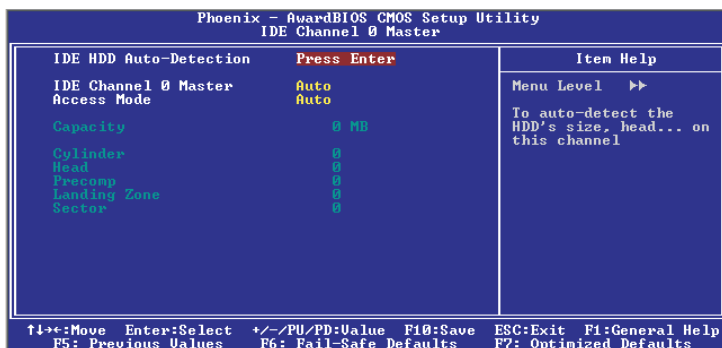 Phoenix - AwardBIOS CMOS Setup Utility
IDE Channel 0 Master
IDE HDD Auto-Detection Press Enter
IDE Channel 0 Master Auto
Access Mode Auto
Capacity 0 MB
Cylinder 0
Head 0
Precomp 0
Landing Zone 0
Sector 0
Item Help
Menu Level ▸▸
To auto-detect the
HDD's size, head... on
this channel
↑↓→←:Move Enter:Select +/-/PU/PD:Value F10:Save ESC:Exit F1:General Help
F5: Previous Values F6: Fail-Safe Defaults F7: Optimized Defaults